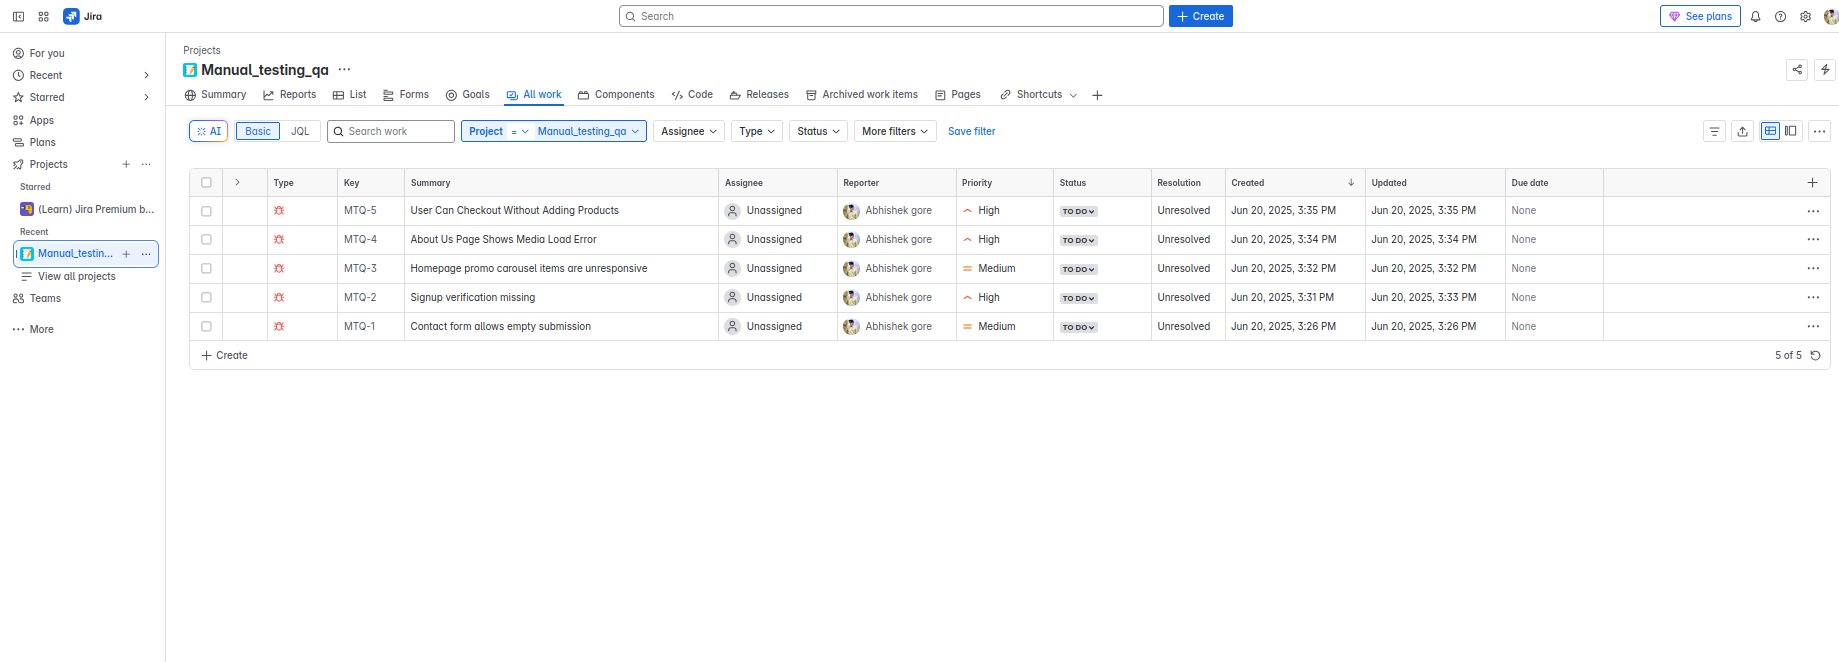 Jira
Search
Create
See plans
For you
Recent
Starred
Apps
Plans
Projects
Starred
(Learn) Jira Premium b...
Recent
Manual_testin...
View all projects
Teams
More
Projects
Manual_testing_qa
Summary Reports List Forms Goals All work Components Code Releases Archived work items Pages Shortcuts
AI Basic JQL Search work Project = Manual_testing_qa Assignee Type Status More filters Save filter
Type Key Summary Assignee Reporter Priority Status Resolution Created Updated Due date
MTQ-5 User Can Checkout Without Adding Products Unassigned Abhishek gore High TO DO Unresolved Jun 20, 2025, 3:35 PM Jun 20, 2025, 3:35 PM None
MTQ-4 About Us Page Shows Media Load Error Unassigned Abhishek gore High TO DO Unresolved Jun 20, 2025, 3:34 PM Jun 20, 2025, 3:34 PM None
MTQ-3 Homepage promo carousel items are unresponsive Unassigned Abhishek gore Medium TO DO Unresolved Jun 20, 2025, 3:32 PM Jun 20, 2025, 3:32 PM None
MTQ-2 Signup verification missing Unassigned Abhishek gore High TO DO Unresolved Jun 20, 2025, 3:31 PM Jun 20, 2025, 3:33 PM None
MTQ-1 Contact form allows empty submission Unassigned Abhishek gore Medium TO DO Unresolved Jun 20, 2025, 3:26 PM Jun 20, 2025, 3:26 PM None
Create
5 of 5